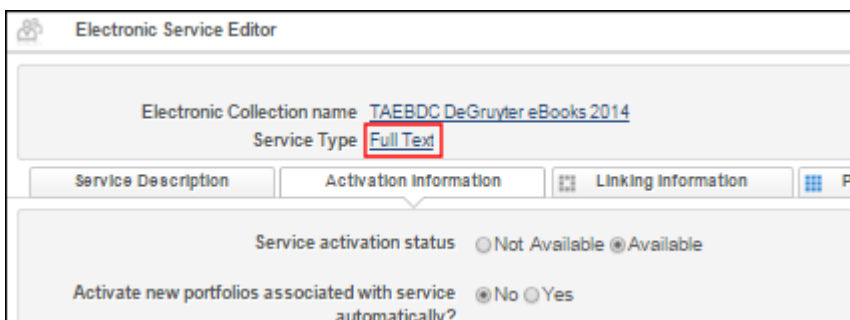 Electronic Service Editor
Electronic Collection name TAEBDC DeGruyter eBooks 2014
Service Type Full Text
Service Description Activation Information Linking Information P
Service activation status Not Available Available
Activate new portfolios associated with service No Yes
automatically?